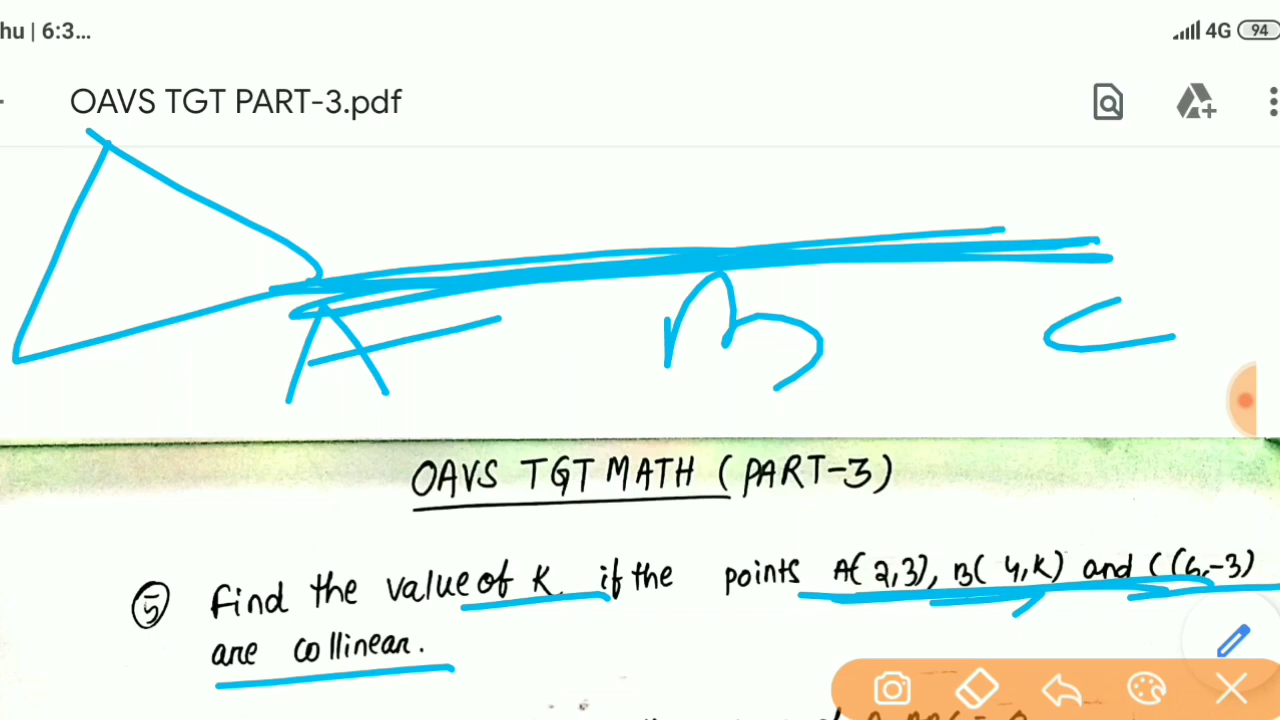 hu | 6:3...
4G 94
OAVS TGT PART-3.pdf
A B C
OAVS TGT MATH (PART-3)
⑤ Find the value of K if the points A(2,3), B(4,K) and C(6,-3)
are collinear.